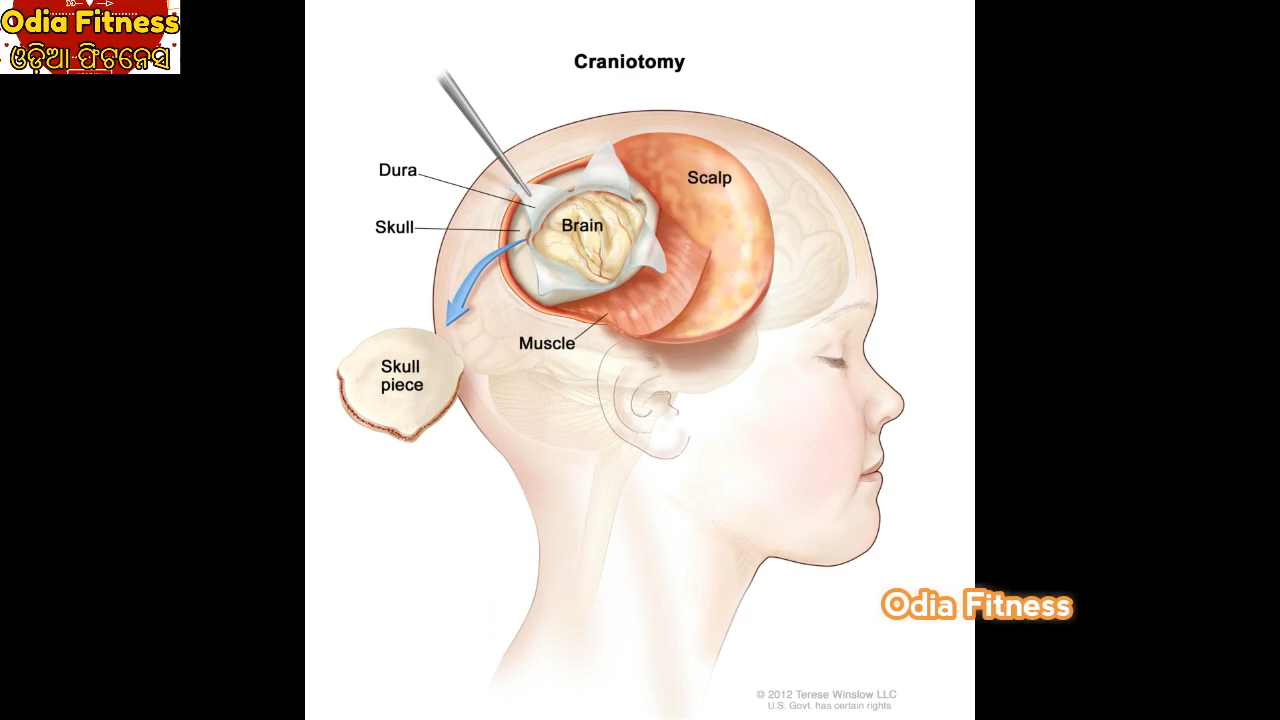 Odia Fitness
ଓଡ଼ିଆ ଫିଟନେସ
Craniotomy
Dura
Scalp
Skull
Brain
Muscle
Skull
piece
Odia Fitness
© 2012 Terese Winslow LLC
U.S. Govt. has certain rights